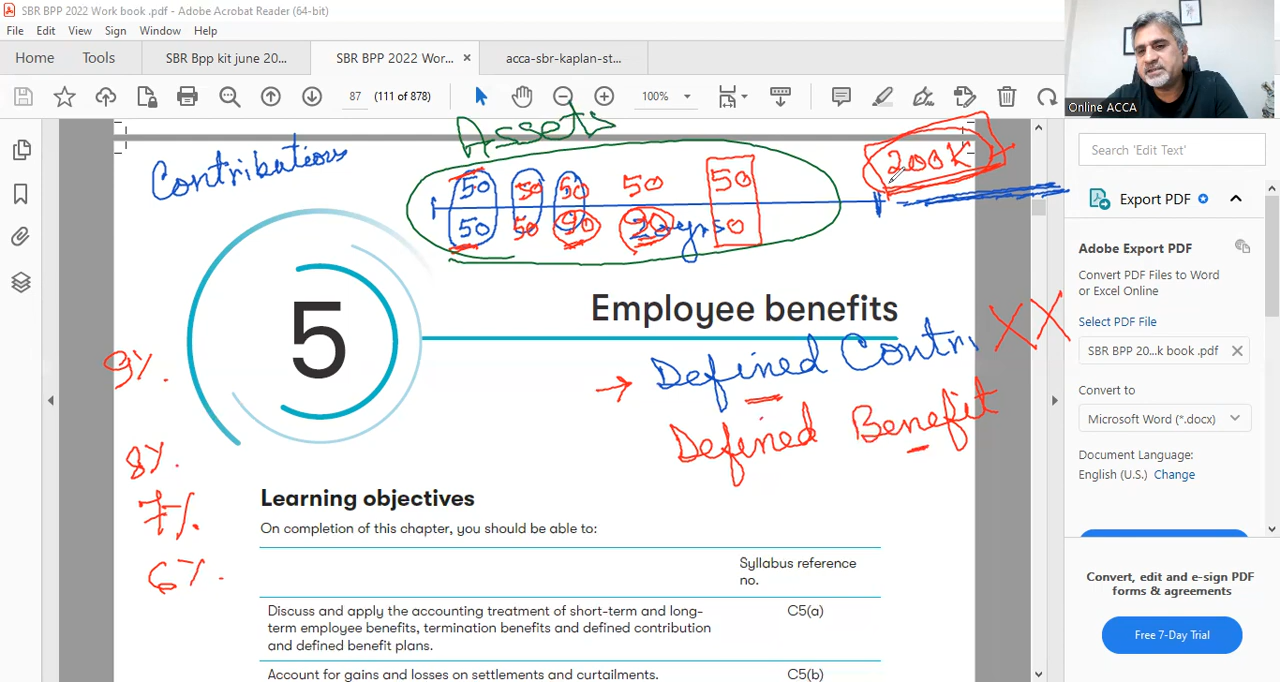 SBR BPP 2022 Work book .pdf - Adobe Acrobat Reader (64-bit)
File Edit View Sign Window Help
Home Tools SBR Bpp kit june 20... SBR BPP 2022 Wor... × acca-sbr-kaplan-st...
87 (111 of 878) 100%
Online ACCA
Assets
Contributions
50 50 50 50 50
200K
50 50 50 20yrs 0
Search 'Edit Text'
Export PDF
Adobe Export PDF
Convert PDF Files to Word
or Excel Online
Select PDF File
SBR BPP 20...k book .pdf
Convert to
Microsoft Word (*.docx)
Document Language:
English (U.S.) Change
Convert, edit and e-sign PDF
forms & agreements
Free 7-Day Trial
5
Employee benefits
→ Defined Contri XX
Defined Benefit
9%.
8%.
7%.
6%.
Learning objectives
On completion of this chapter, you should be able to:
Syllabus reference
no.
Discuss and apply the accounting treatment of short-term and long-
term employee benefits, termination benefits and defined contribution
and defined benefit plans.
C5(a)
Account for gains and losses on settlements and curtailments.
C5(b)